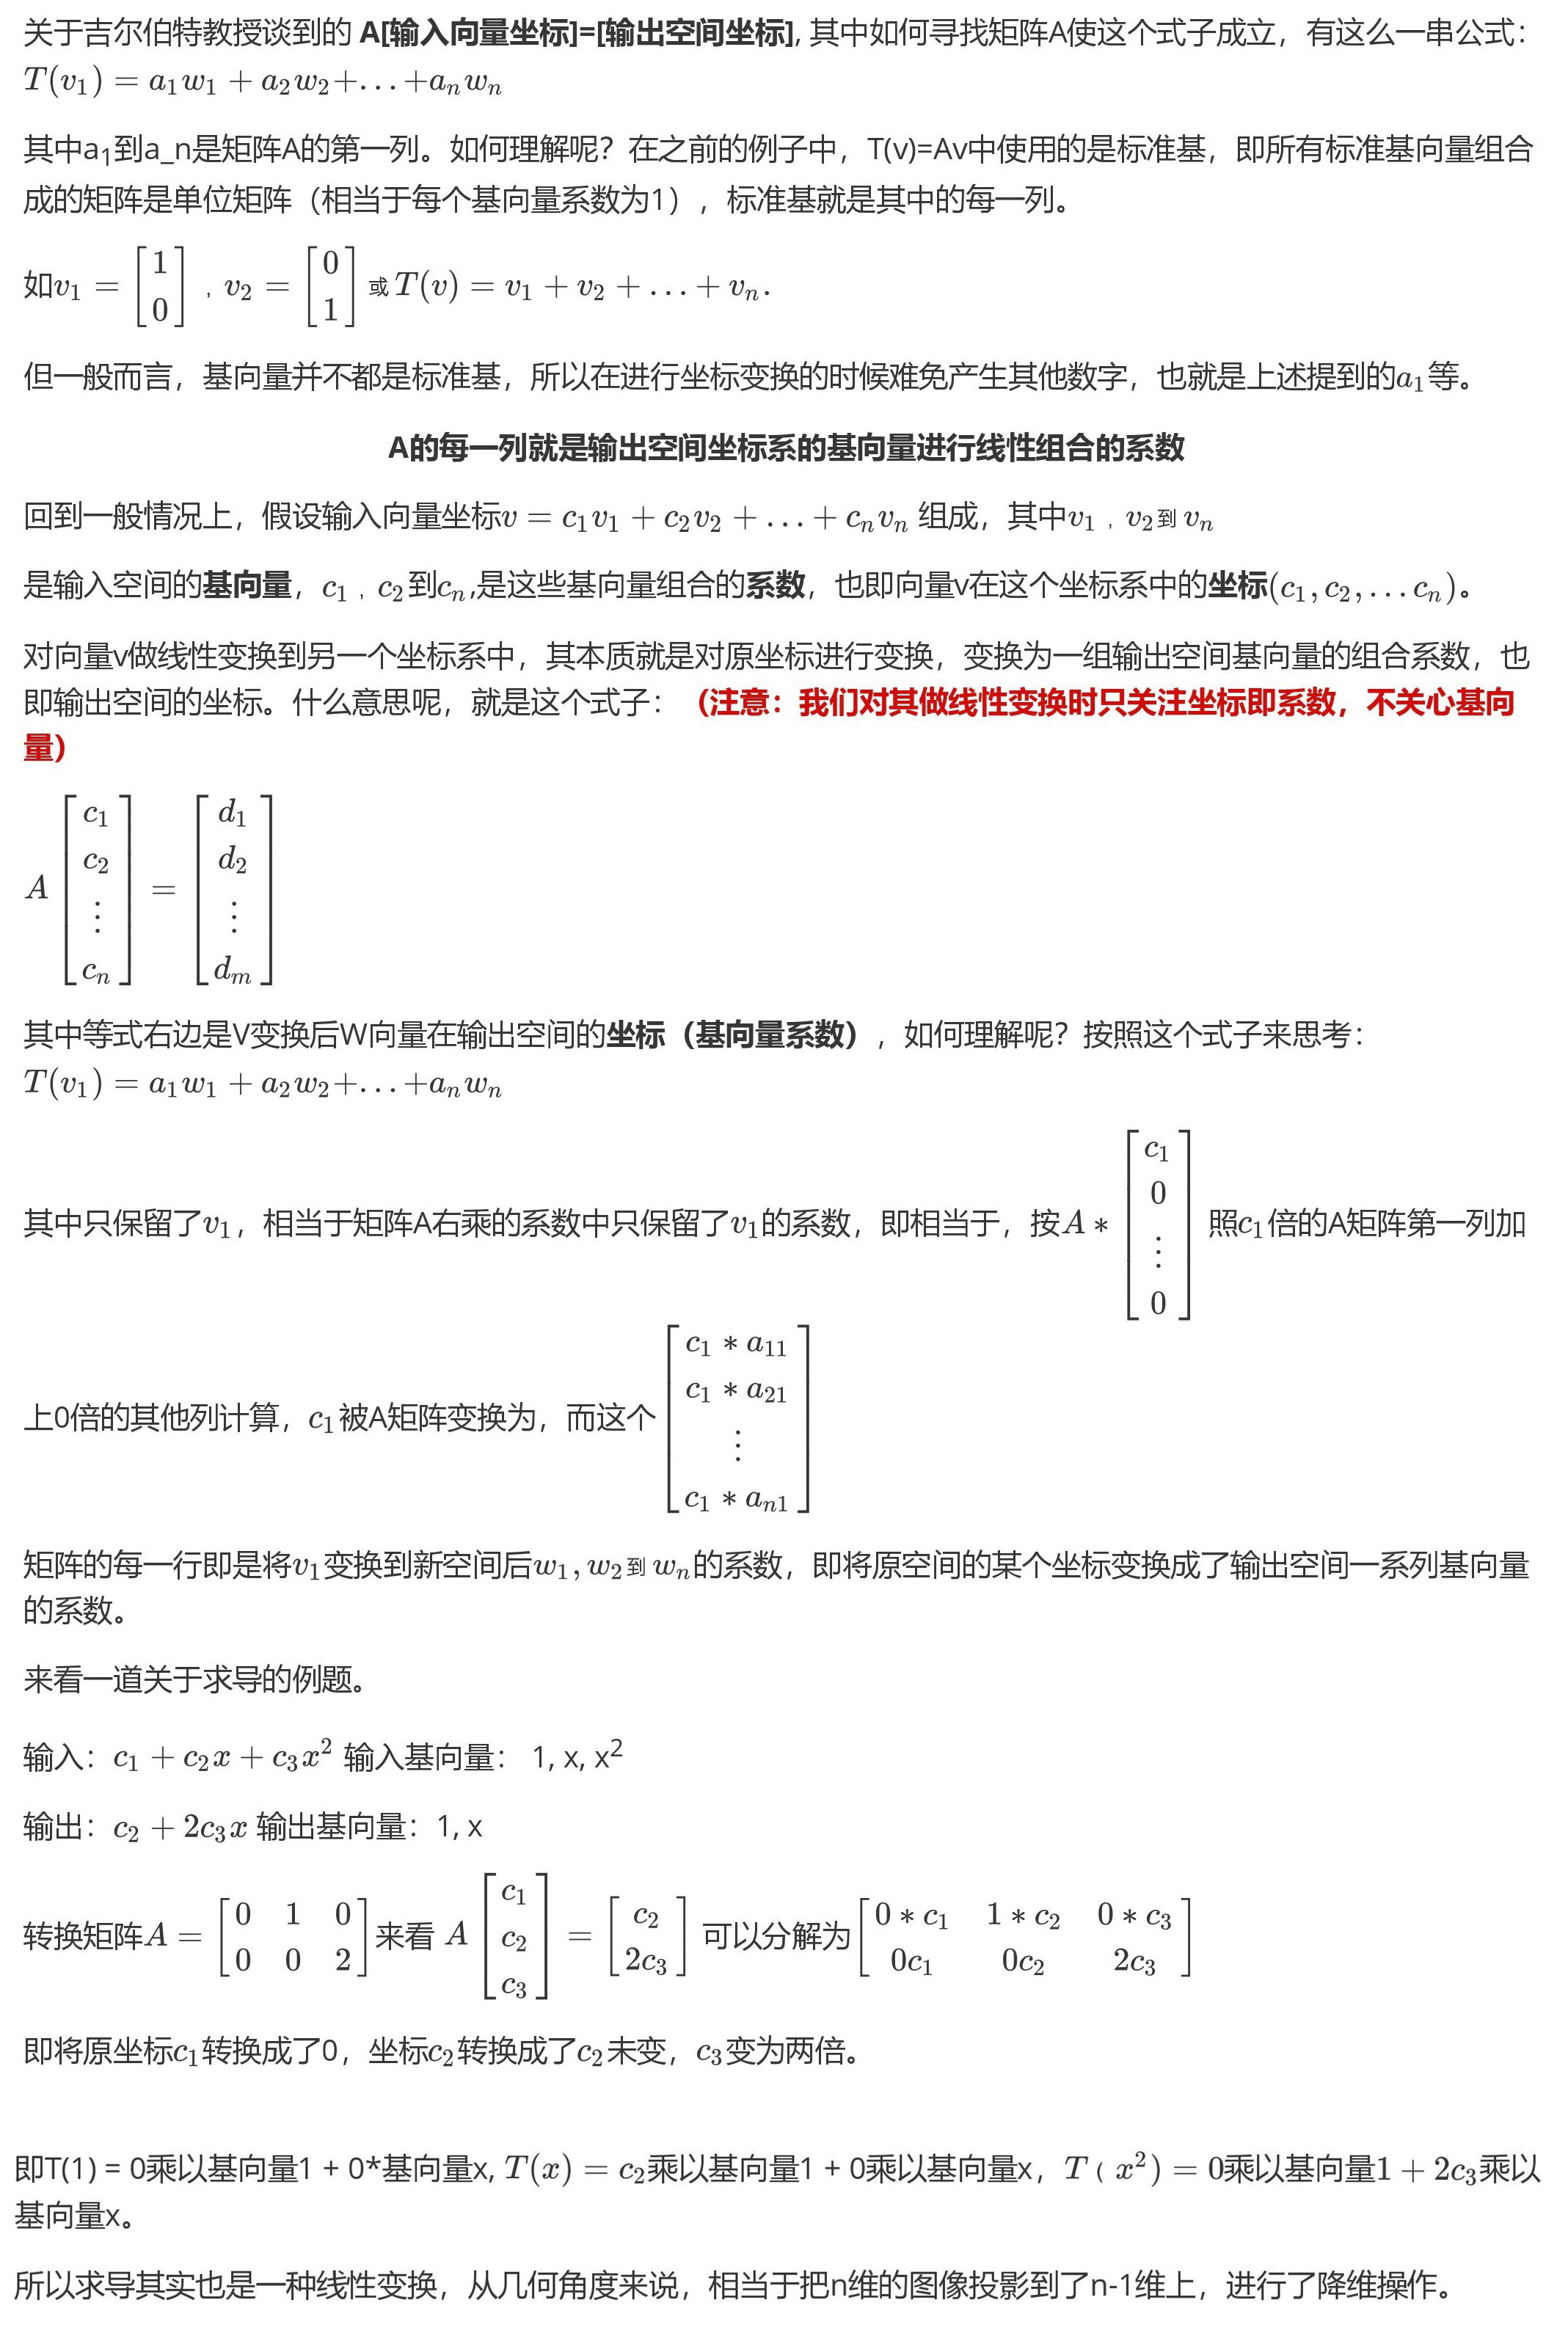 关于吉尔伯特教授谈到的 A[输入向量坐标]=[输出空间坐标], 其中如何寻找矩阵A使这个式子成立，有这么一串公式：
$T(v_1) = a_1w_1 + a_2w_2 + \ldots + a_nw_n$
其中a₁到a_n是矩阵A的第一列。如何理解呢？在之前的例子中，T(v)=Av中使用的是标准基，即所有标准基向量组合
成的矩阵是单位矩阵（相当于每个基向量系数为1），标准基就是其中的每一列。
如$v_1 = \begin{bmatrix} 1 \\ 0 \end{bmatrix}$ , $v_2 = \begin{bmatrix} 0 \\ 1 \end{bmatrix}$ 或 $T(v) = v_1 + v_2 + \ldots + v_n.$
但一般而言，基向量并不都是标准基，所以在进行坐标变换的时候难免产生其他数字，也就是上述提到的$a_1$等。
A的每一列就是输出空间坐标系的基向量进行线性组合的系数
回到一般情况上，假设输入向量坐标$v = c_1v_1 + c_2v_2 + \ldots + c_nv_n$ 组成，其中$v_1$ , $v_2$ 到 $v_n$
是输入空间的基向量，$c_1$ , $c_2$ 到$c_n$,是这些基向量组合的系数，也即向量v在这个坐标系中的坐标$(c_1, c_2, \ldots c_n)$。
对向量v做线性变换到另一个坐标系中，其本质就是对原坐标进行变换，变换为一组输出空间基向量的组合系数，也
即输出空间的坐标。什么意思呢，就是这个式子：（注意：我们对其做线性变换时只关注坐标即系数，不关心基向
量）
$A \begin{bmatrix} c_1 \\ c_2 \\ \vdots \\ c_n \end{bmatrix} = \begin{bmatrix} d_1 \\ d_2 \\ \vdots \\ d_m \end{bmatrix}$
其中等式右边是V变换后W向量在输出空间的坐标（基向量系数），如何理解呢？按照这个式子来思考：
$T(v_1) = a_1w_1 + a_2w_2 + \ldots + a_nw_n$
其中只保留了$v_1$，相当于矩阵A右乘的系数中只保留了$v_1$的系数，即相当于，按$A * \begin{bmatrix} c_1 \\ 0 \\ \vdots \\ 0 \end{bmatrix}$ 照$c_1$倍的A矩阵第一列加
上0倍的其他列计算，$c_1$被A矩阵变换为，而这个 $\begin{bmatrix} c_1 * a_{11} \\ c_1 * a_{21} \\ \vdots \\ c_1 * a_{n1} \end{bmatrix}$
矩阵的每一行即是将$v_1$变换到新空间后$w_1, w_2$ 到 $w_n$的系数，即将原空间的某个坐标变换成了输出空间一系列基向量
的系数。
来看一道关于求导的例题。
输入：$c_1 + c_2x + c_3x^2$ 输入基向量： 1, x, x²
输出：$c_2 + 2c_3x$ 输出基向量：1, x
转换矩阵$A = \begin{bmatrix} 0 & 1 & 0 \\ 0 & 0 & 2 \end{bmatrix}$来看 $A \begin{bmatrix} c_1 \\ c_2 \\ c_3 \end{bmatrix} = \begin{bmatrix} c_2 \\ 2c_3 \end{bmatrix}$ 可以分解为$\begin{bmatrix} 0 * c_1 & 1 * c_2 & 0 * c_3 \\ 0c_1 & 0c_2 & 2c_3 \end{bmatrix}$
即将原坐标$c_1$转换成了0，坐标$c_2$转换成了$c_2$未变，$c_3$变为两倍。
即T(1) = 0乘以基向量1 + 0*基向量x, $T(x) = c_2$乘以基向量1 + 0乘以基向量x，$T$（ $x^2) = 0$乘以基向量$1 + 2c_3$乘以
基向量x。
所以求导其实也是一种线性变换，从几何角度来说，相当于把n维的图像投影到了n-1维上，进行了降维操作。